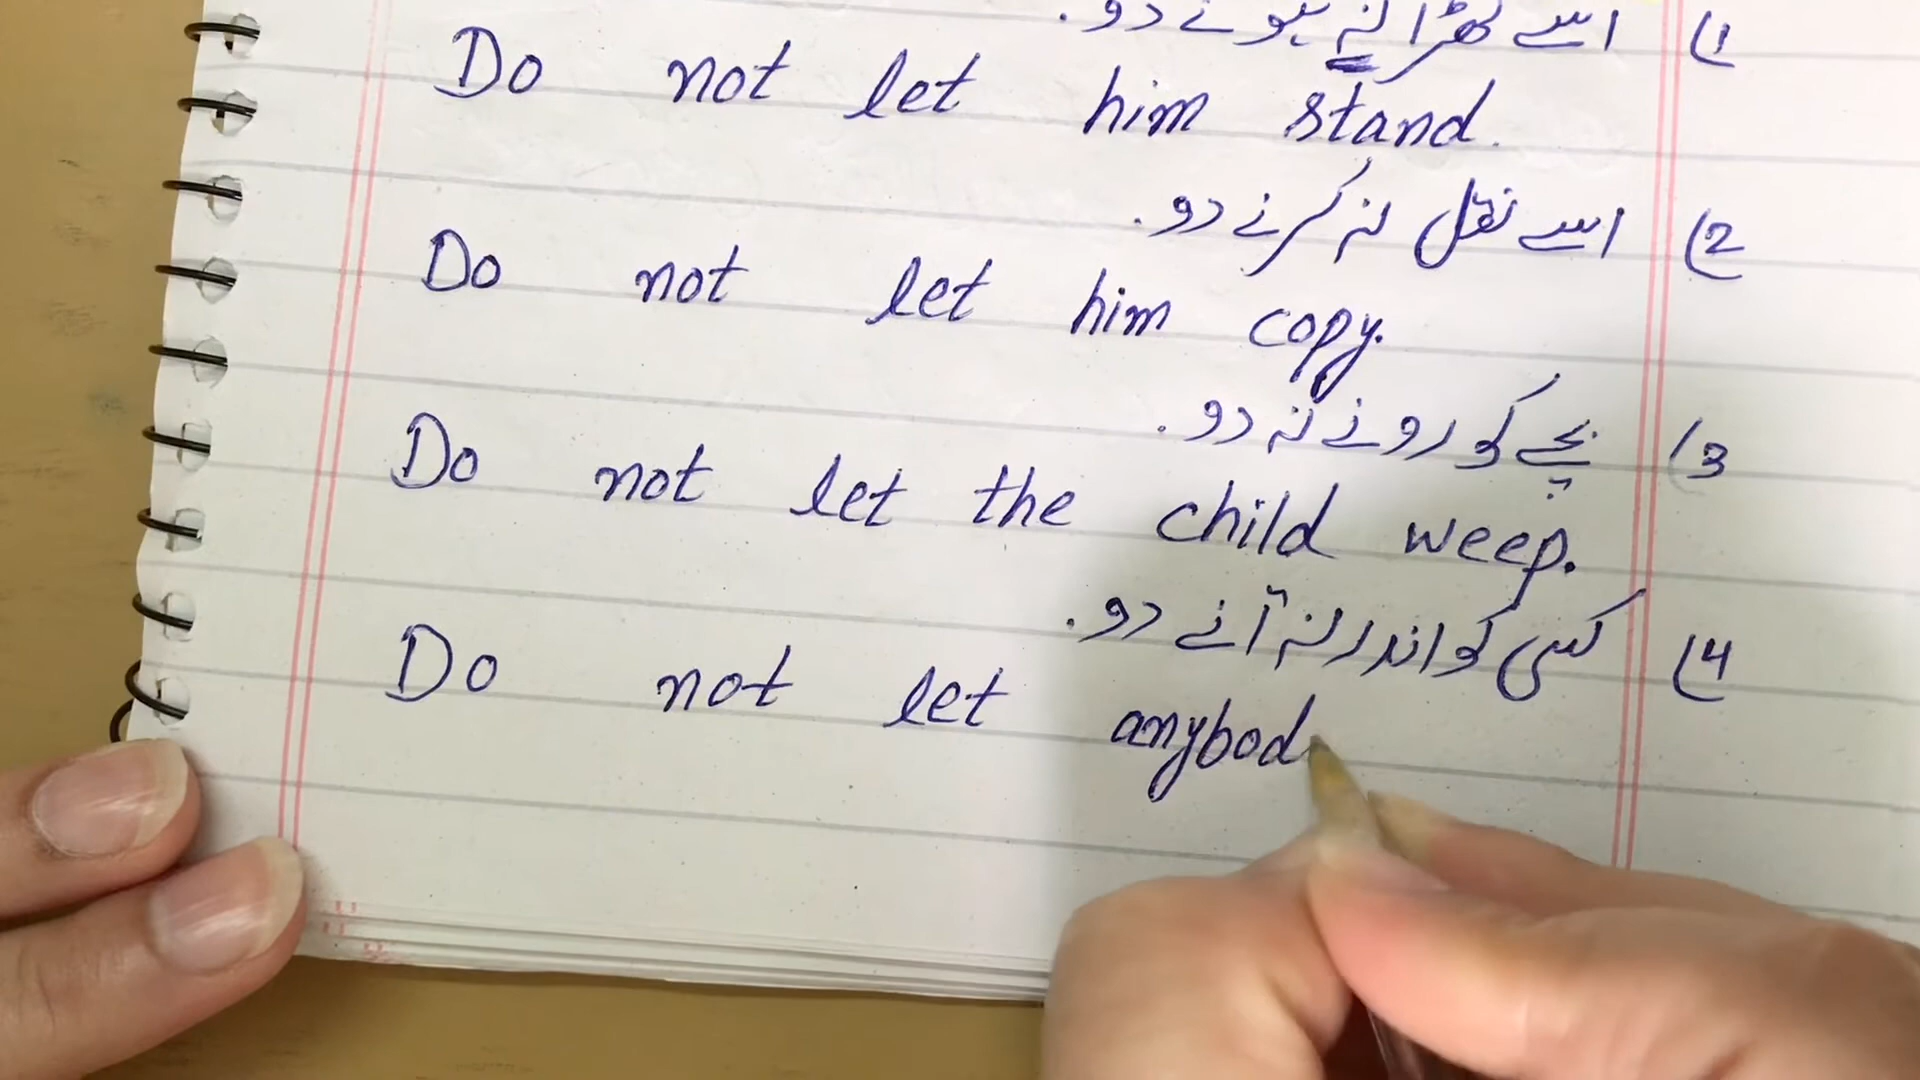 1) اسے کھڑا نہ ہونے دو.
Do not let him stand.
2) اسے نقل نہ کرنے دو.
Do not let him copy.
3) بچے کو رونے نہ دو.
Do not let the child weep.
4) کسی کو اندر نہ آنے دو.
Do not let anybod